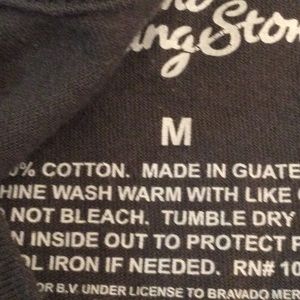 M
% COTTON. MADE IN GUATE
HINE WASH WARM WITH LIKE
NOT BLEACH. TUMBLE DRY
N INSIDE OUT TO PROTECT
OL IRON IF NEEDED. RN# 10
OR B.V. UNDER LICENSE TO BRAVADO MER